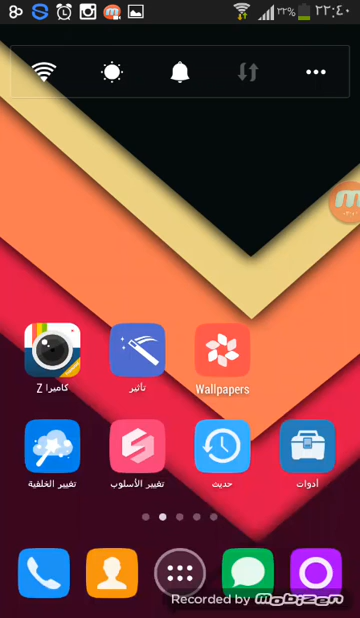 ٢٢% ٢٢:٤٠
كاميرا Z
تأثير
Wallpapers
تغيير الخلفية
تغيير الأسلوب
حديث
أدوات
Recorded by Mobizen